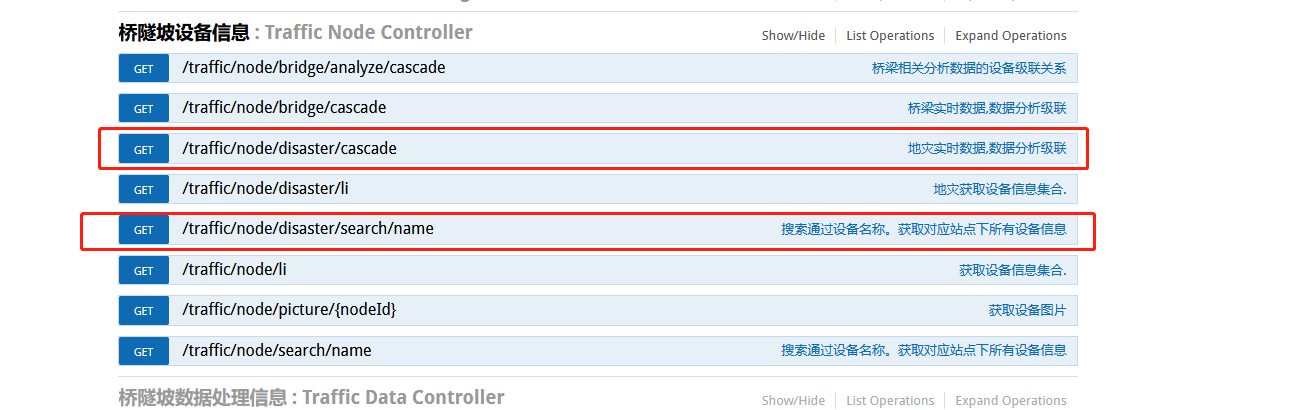 桥隧坡设备信息 : Traffic Node Controller Show/Hide List Operations Expand Operations
GET /traffic/node/bridge/analyze/cascade 桥梁相关分析数据的设备级联关系
GET /traffic/node/bridge/cascade 桥梁实时数据,数据分析级联
GET /traffic/node/disaster/cascade 地灾实时数据,数据分析级联
GET /traffic/node/disaster/li 地灾获取设备信息集合.
GET /traffic/node/disaster/search/name 搜索通过设备名称。获取对应站点下所有设备信息
GET /traffic/node/li 获取设备信息集合.
GET /traffic/node/picture/{nodeId} 获取设备图片
GET /traffic/node/search/name 搜索通过设备名称。获取对应站点下所有设备信息
桥隧坡数据处理信息 : Traffic Data Controller Show/Hide List Operations Expand Operations